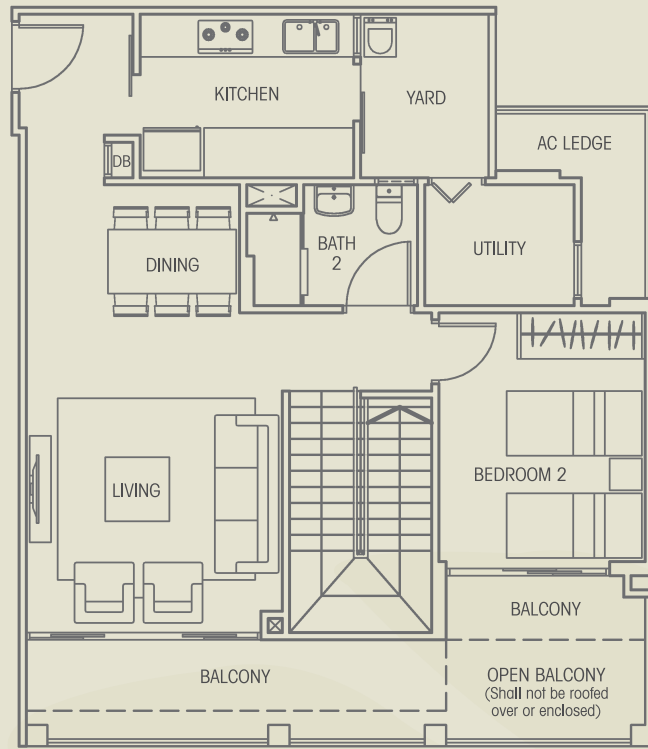 KITCHEN
YARD
AC LEDGE
DB
BATH
2
UTILITY
DINING
LIVING
BEDROOM 2
BALCONY
BALCONY
OPEN BALCONY
(Shall not be roofed
over or enclosed)